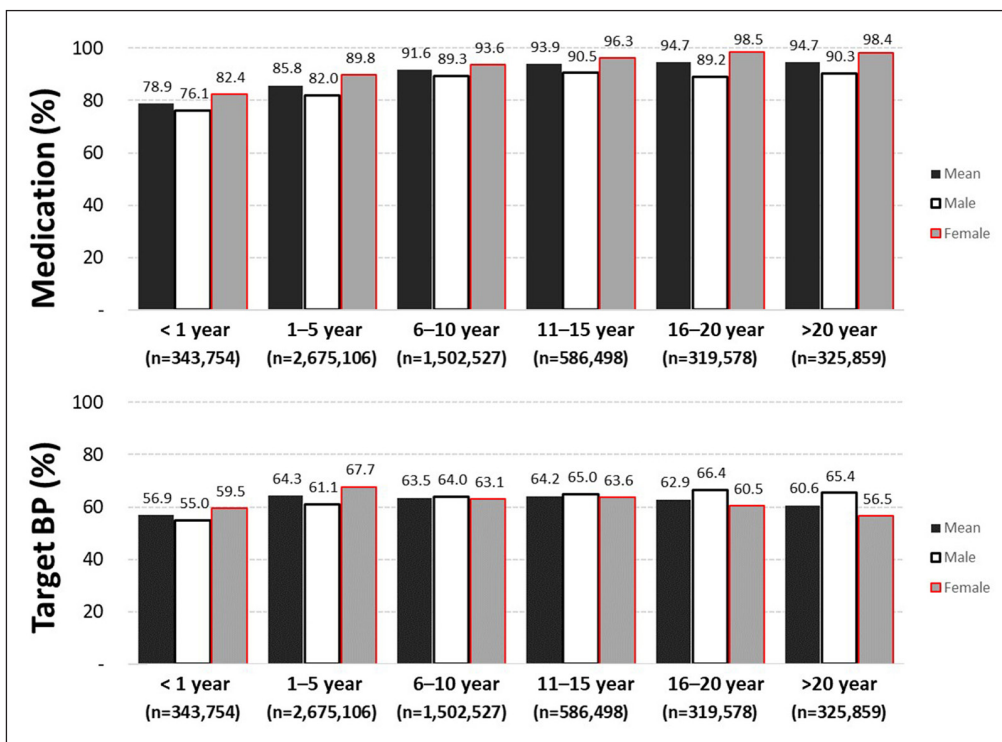 Medication (%)
100
80
60
40
20
-
78.9 76.1 82.4
85.8 82.0 89.8
91.6 89.3 93.6
93.9 90.5 96.3
94.7 89.2 98.5
94.7 90.3 98.4
< 1 year 1–5 year 6–10 year 11–15 year 16–20 year >20 year
(n=343,754) (n=2,675,106) (n=1,502,527) (n=586,498) (n=319,578) (n=325,859)
Mean
Male
Female
Target BP (%)
100
80
60
40
20
-
56.9 55.0 59.5
64.3 61.1 67.7
63.5 64.0 63.1
64.2 65.0 63.6
62.9 66.4 60.5
60.6 65.4 56.5
< 1 year 1–5 year 6–10 year 11–15 year 16–20 year >20 year
(n=343,754) (n=2,675,106) (n=1,502,527) (n=586,498) (n=319,578) (n=325,859)
Mean
Male
Female